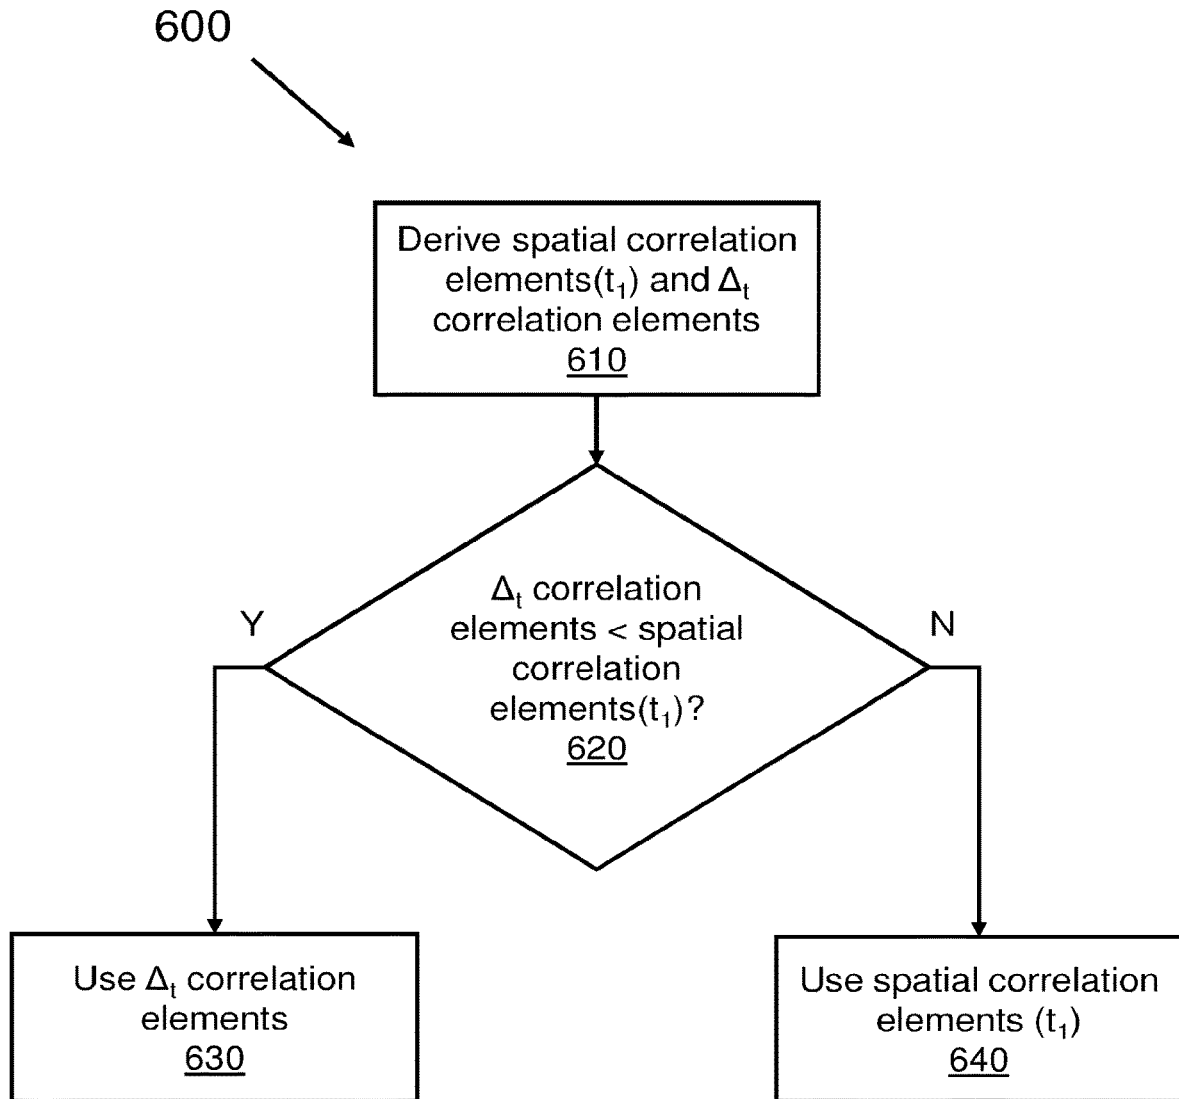 600
Derive spatial correlation
elements(t₁) and Δₜ
correlation elements
610
Δₜ correlation
elements < spatial
correlation
elements(t₁)?
620
Y
N
Use Δₜ correlation
elements
630
Use spatial correlation
elements (t₁)
640